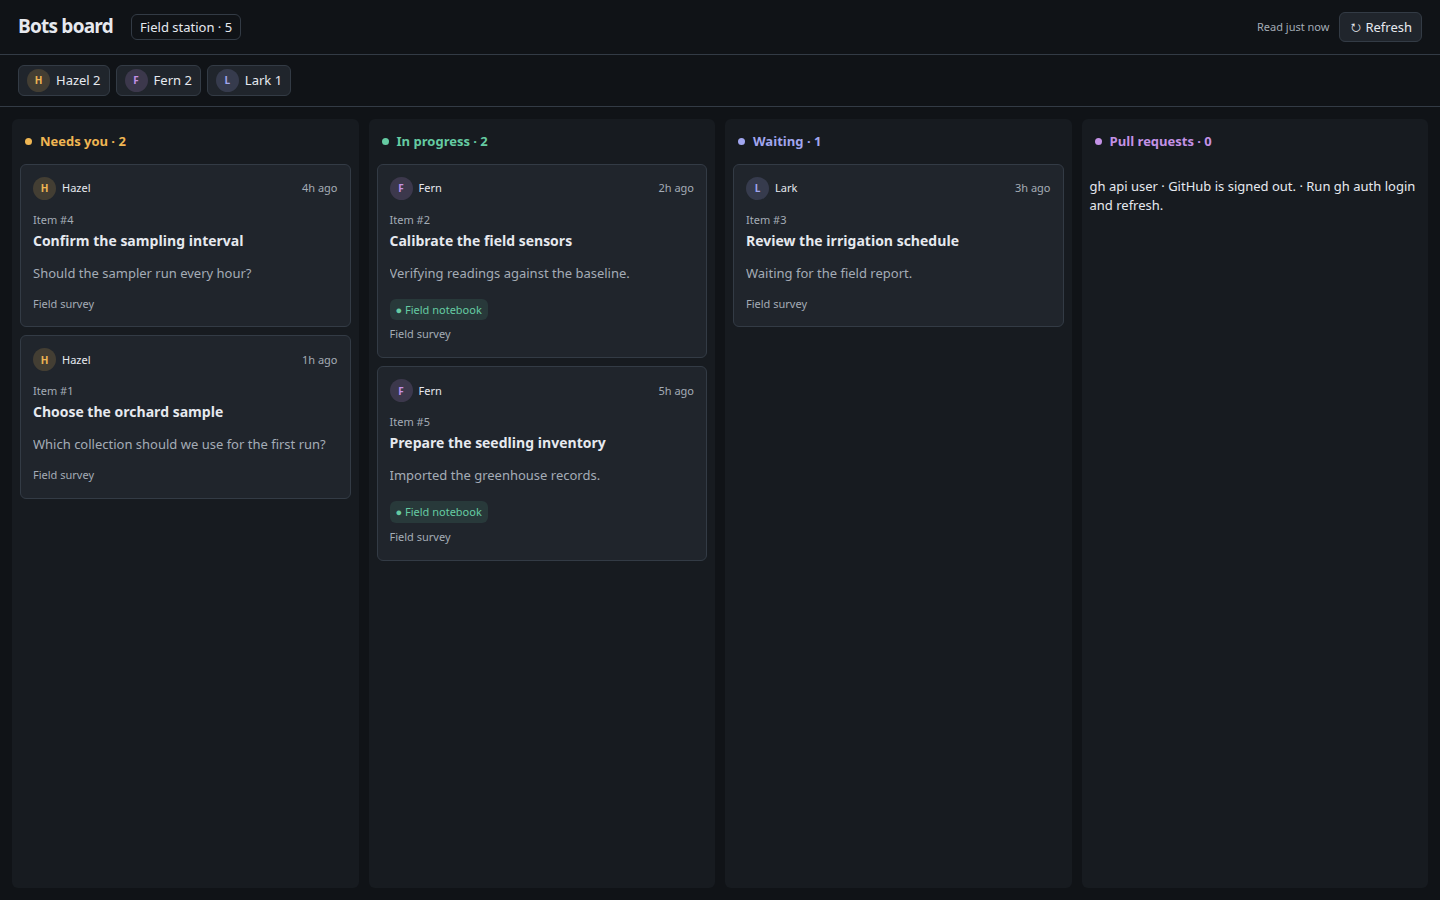 Bots board
Field station · 5
Read just now
↻ Refresh
H Hazel 2
F Fern 2
L Lark 1
Needs you · 2
H Hazel 4h ago
Item #4
Confirm the sampling interval
Should the sampler run every hour?
Field survey
H Hazel 1h ago
Item #1
Choose the orchard sample
Which collection should we use for the first run?
Field survey
In progress · 2
F Fern 2h ago
Item #2
Calibrate the field sensors
Verifying readings against the baseline.
Field notebook
Field survey
F Fern 5h ago
Item #5
Prepare the seedling inventory
Imported the greenhouse records.
Field notebook
Field survey
Waiting · 1
L Lark 3h ago
Item #3
Review the irrigation schedule
Waiting for the field report.
Field survey
Pull requests · 0
gh api user · GitHub is signed out. · Run gh auth login
and refresh.